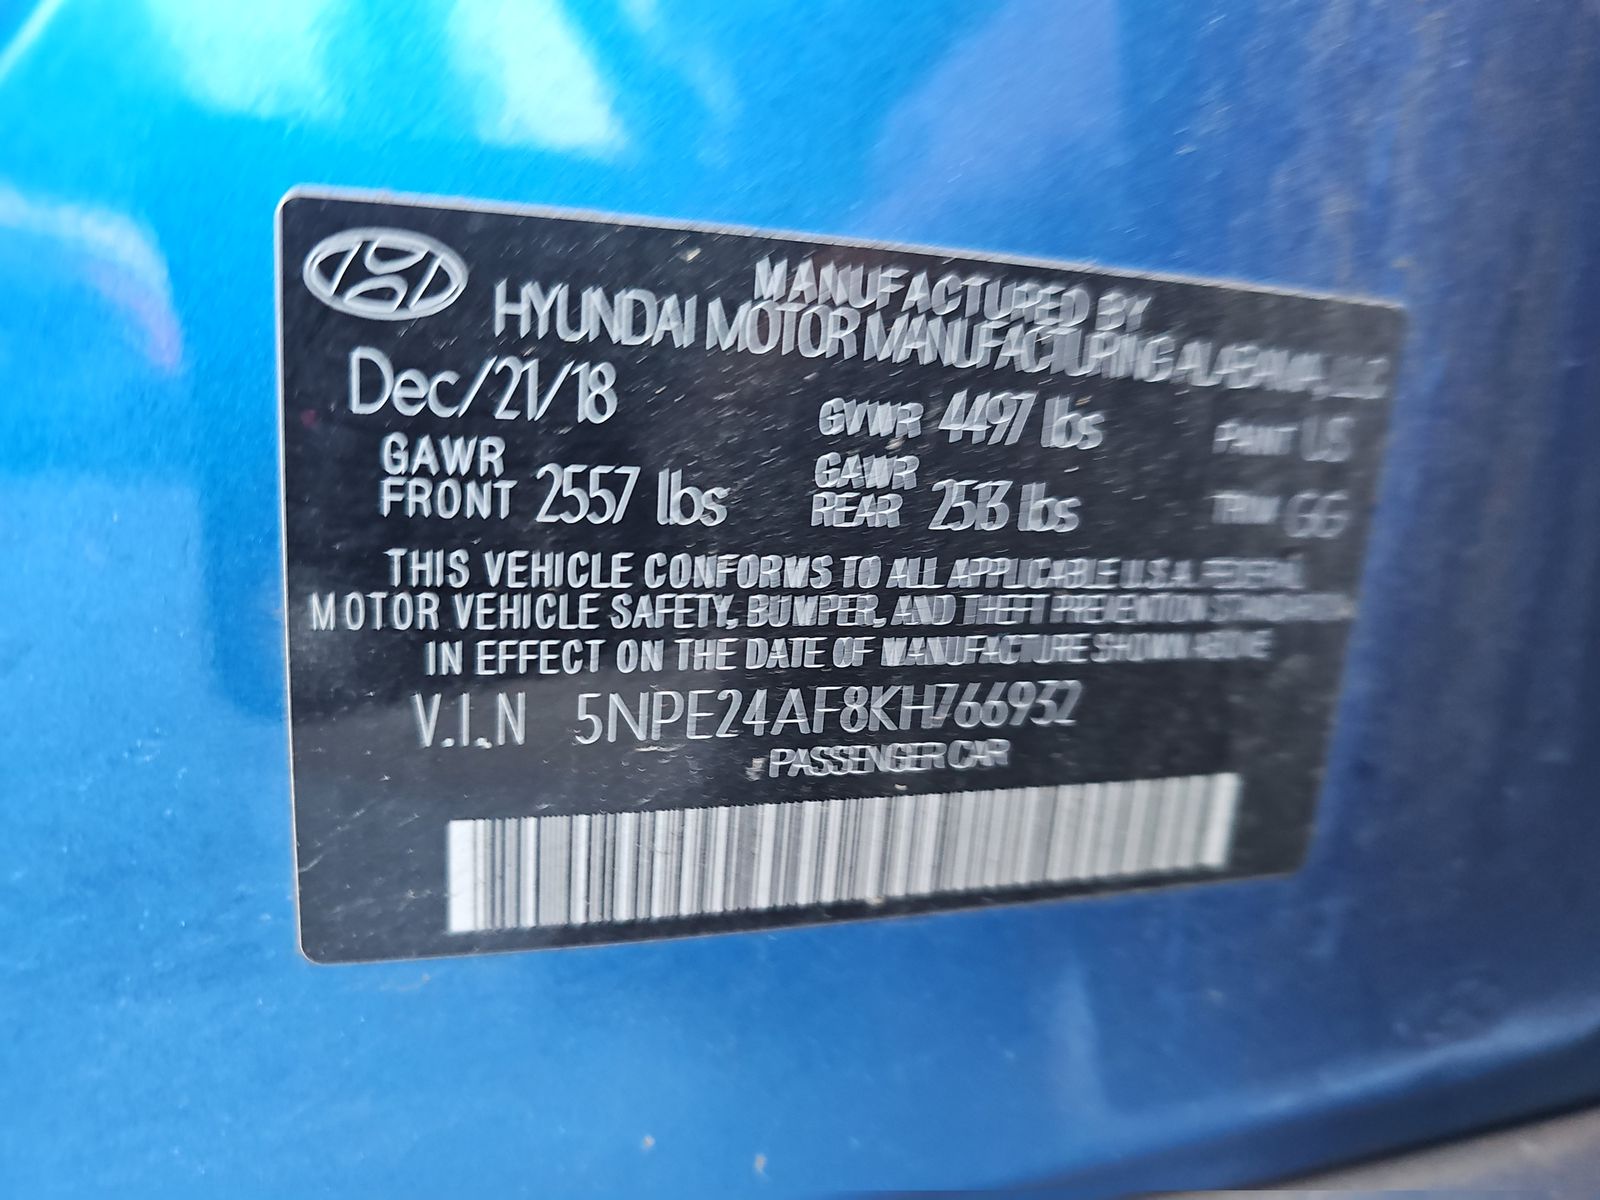 MANUFACTURED BY
HYUNDAI MOTOR MANUFACTURING ALABAMA, LLC
Dec/21/18 GVWR 4497 lbs PAINT
GAWR FRONT 2557 lbs GAWR REAR 2513 lbs TRIM GG
THIS VEHICLE CONFORMS TO ALL APPLICABLE U.S.A. FEDERAL
MOTOR VEHICLE SAFETY, BUMPER, AND THEFT PREVENTION STANDARDS
IN EFFECT ON THE DATE OF MANUFACTURE SHOWN ABOVE
V.I.N 5NPE24AF8KH766932
PASSENGER CAR